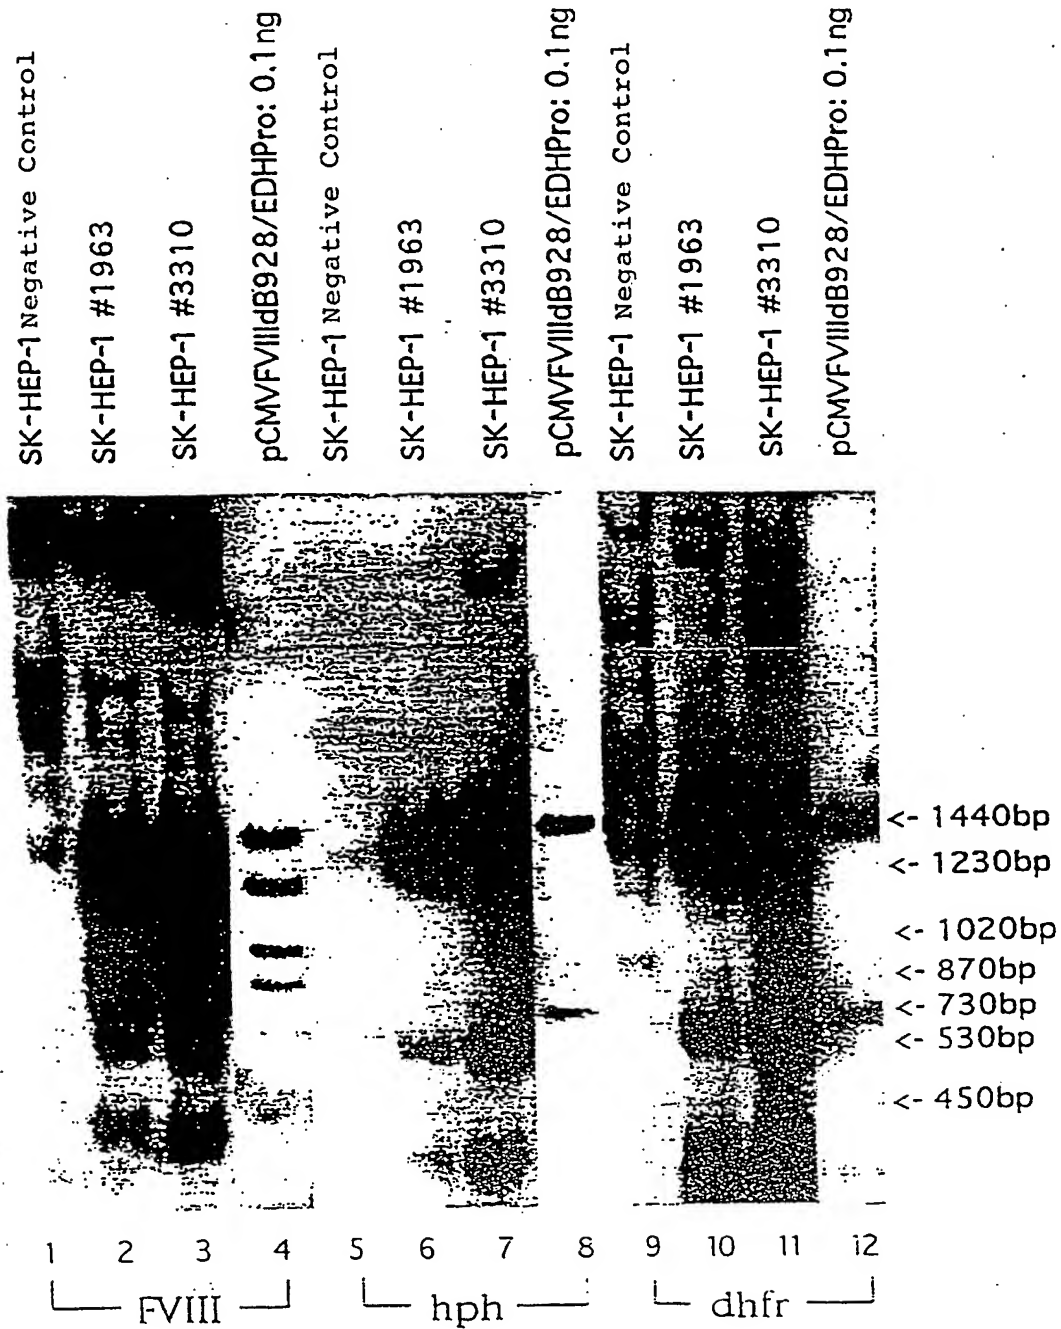 SK-HEP-1 Negative Control
SK-HEP-1 #1963
SK-HEP-1 #3310
pCMVFVIIIdB928/EDHPro: 0.1ng
SK-HEP-1 Negative Control
SK-HEP-1 #1963
SK-HEP-1 #3310
pCMVFVIIIdB928/EDHPro: 0.1ng
SK-HEP-1 Negative Control
SK-HEP-1 #1963
SK-HEP-1 #3310
pCMVFVIIIdB928/EDHPro: 0.1ng
<- 1440bp
<- 1230bp
<- 1020bp
<- 870bp
<- 730bp
<- 530bp
<- 450bp
1 2 3 4 5 6 7 8 9 10 11 12
FVIII hph dhfr